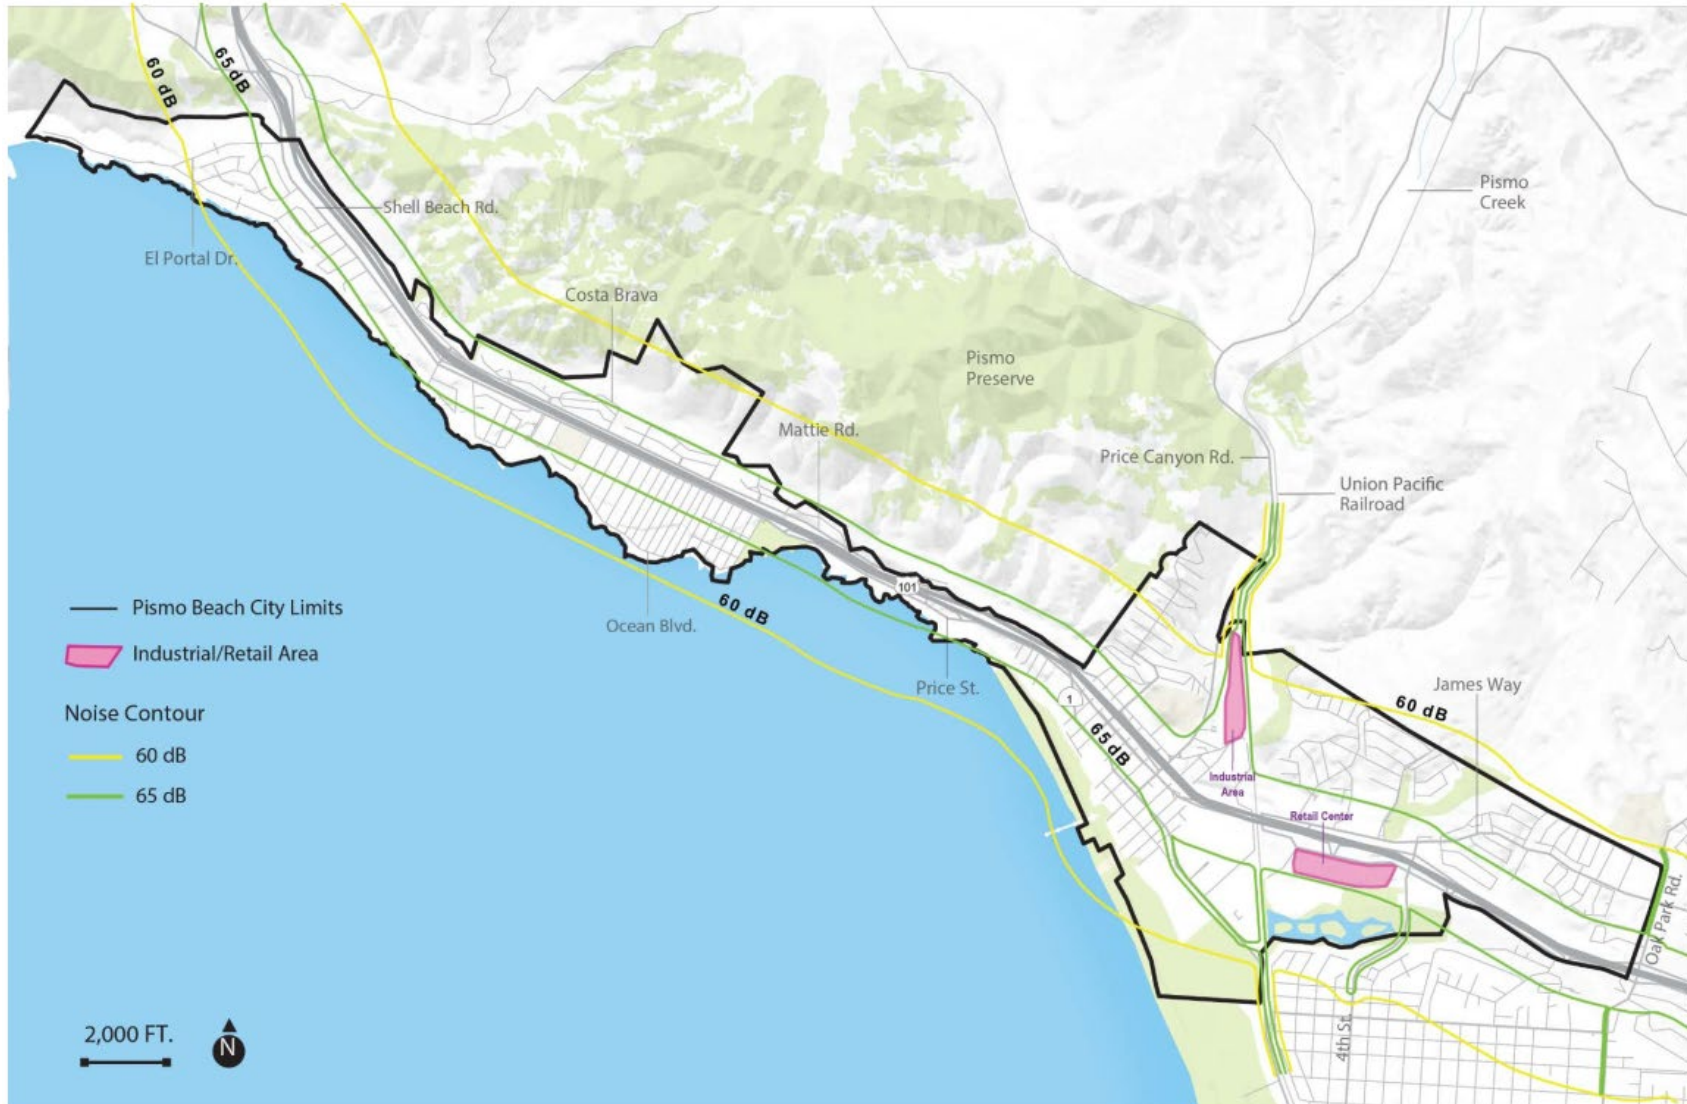 60 dB
65 dB
Shell Beach Rd.
El Portal Dr.
Pismo
Creek
Costa Brava
Pismo
Preserve
Mattie Rd.
Price Canyon Rd.
Union Pacific
Railroad
101
60 dB
Ocean Blvd.
Price St.
1
James Way
60 dB
65 dB
Industrial
Area
Retail Center
Oak Park Rd.
4th St.
Pismo Beach City Limits
Industrial/Retail Area
Noise Contour
60 dB
65 dB
2,000 FT.
N